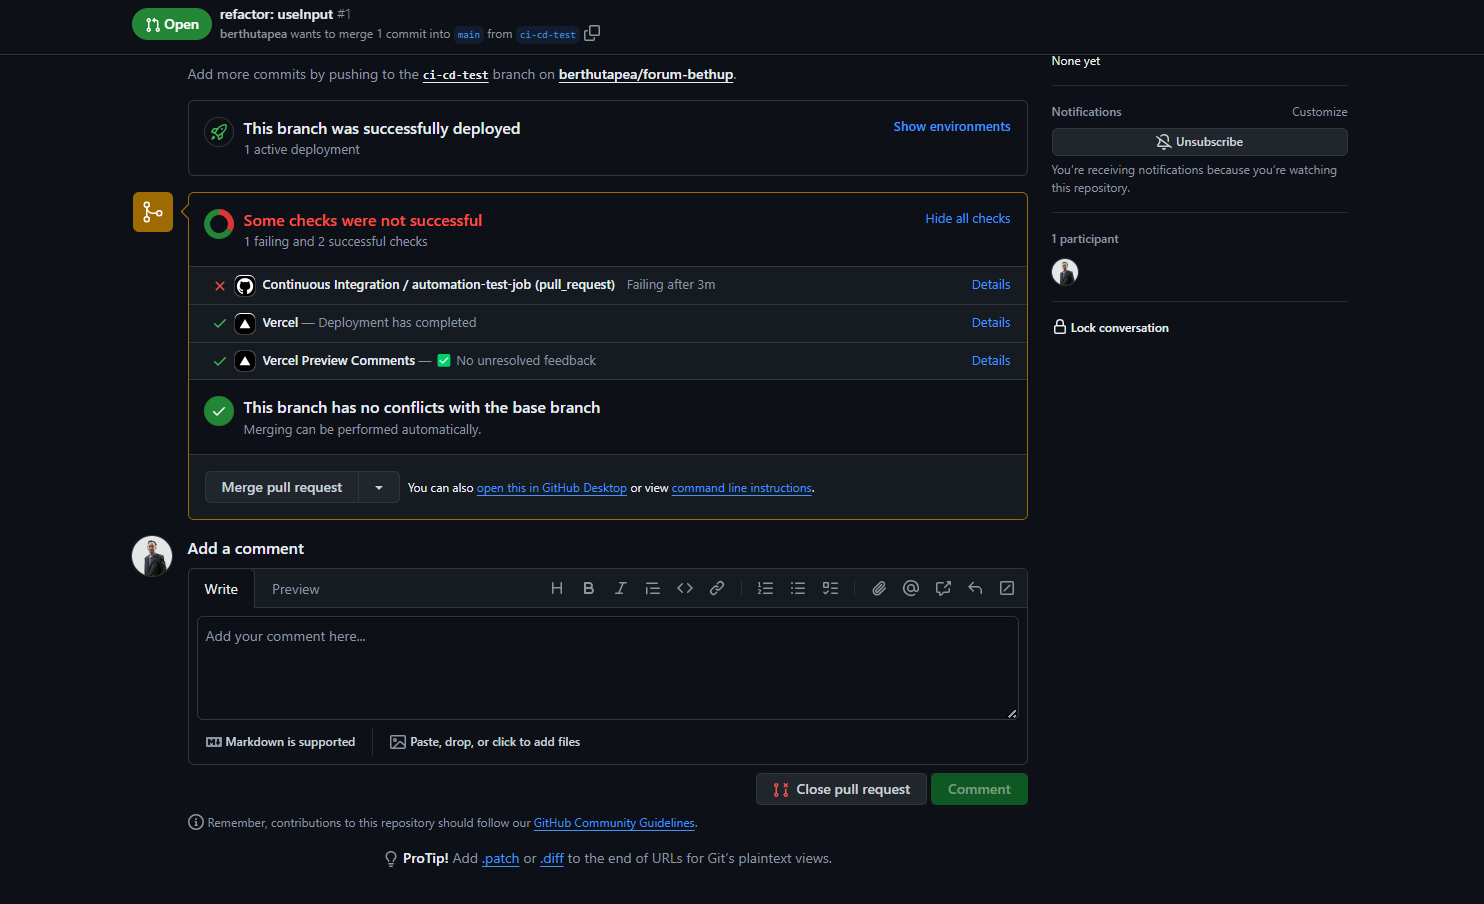 Open
refactor: useInput #1
berthutapea wants to merge 1 commit into main from ci-cd-test
Add more commits by pushing to the ci-cd-test branch on berthutapea/forum-bethup.
This branch was successfully deployed
1 active deployment
Show environments
Some checks were not successful
1 failing and 2 successful checks
Hide all checks
Continuous Integration / automation-test-job (pull_request) Failing after 3m
Details
Vercel — Deployment has completed
Details
Vercel Preview Comments — ✅ No unresolved feedback
Details
This branch has no conflicts with the base branch
Merging can be performed automatically.
Merge pull request
You can also open this in GitHub Desktop or view command line instructions.
Add a comment
Write
Preview
Add your comment here...
Markdown is supported
Paste, drop, or click to add files
Close pull request
Comment
Remember, contributions to this repository should follow our GitHub Community Guidelines.
ProTip! Add .patch or .diff to the end of URLs for Git’s plaintext views.
None yet
Notifications
Customize
Unsubscribe
You’re receiving notifications because you’re watching
this repository.
1 participant
Lock conversation